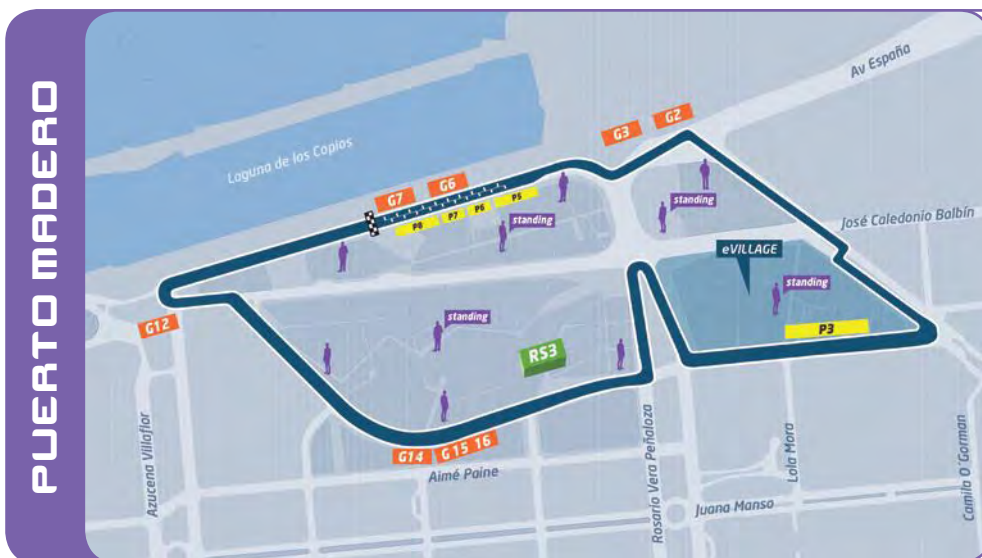 PUERTO MADERO
Av España
G3
G2
Laguna de los Copios
G7
G6
P8
P7
P6
P5
standing
standing
José Caledonio Balbín
eVILLAGE
standing
P3
G12
standing
RS3
G14
G15 16
Aimé Paine
Azucena Villaflor
Rosario Vera Peñaloza
Lola Mora
Juana Manso
Camila O´Gorman